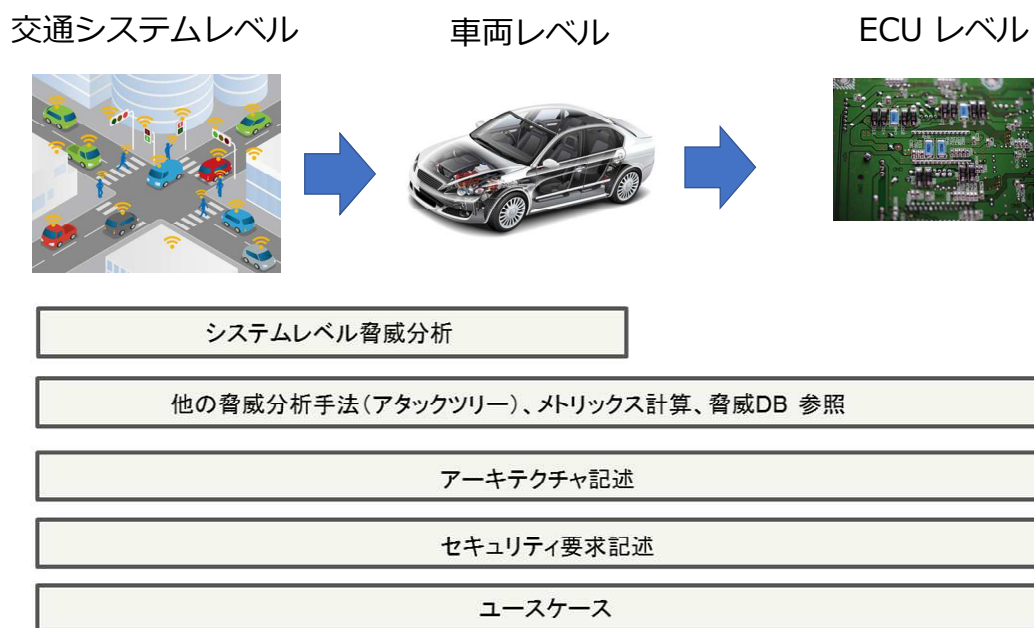 交通システムレベル
車両レベル
ECU レベル
システムレベル脅威分析
他の脅威分析手法(アタックツリー)、メトリックス計算、脅威DB 参照
アーキテクチャ記述
セキュリティ要求記述
ユースケース